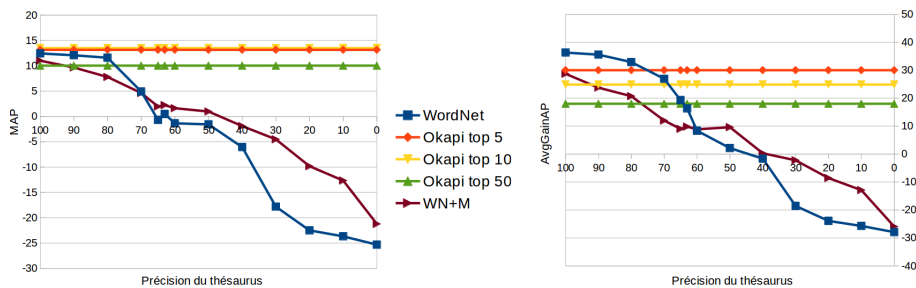 20
15
10
5
0
-5
-10
-15
-20
-25
-30
MAP
100 90 80 70 60 50 40 30 20 10 0
Précision du thésaurus
WordNet
Okapi top 5
Okapi top 10
Okapi top 50
WN+M
50
40
30
20
10
0
-10
-20
-30
-40
AvgGainAP
100 90 80 70 60 50 40 30 20 10 0
Précision du thésaurus